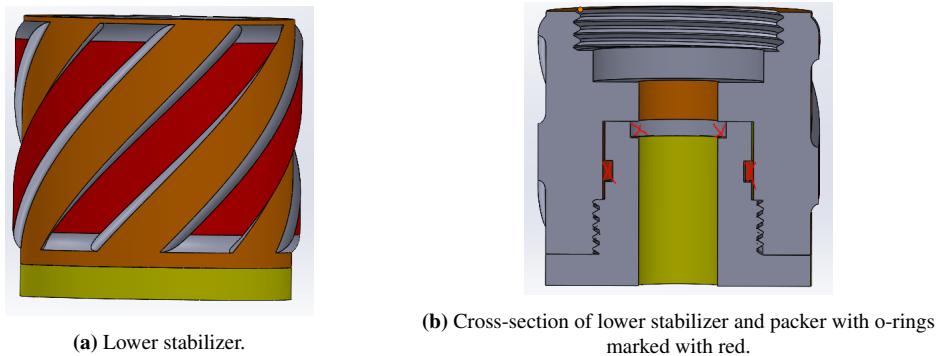 (a) Lower stabilizer.
(b) Cross-section of lower stabilizer and packer with o-rings
marked with red.